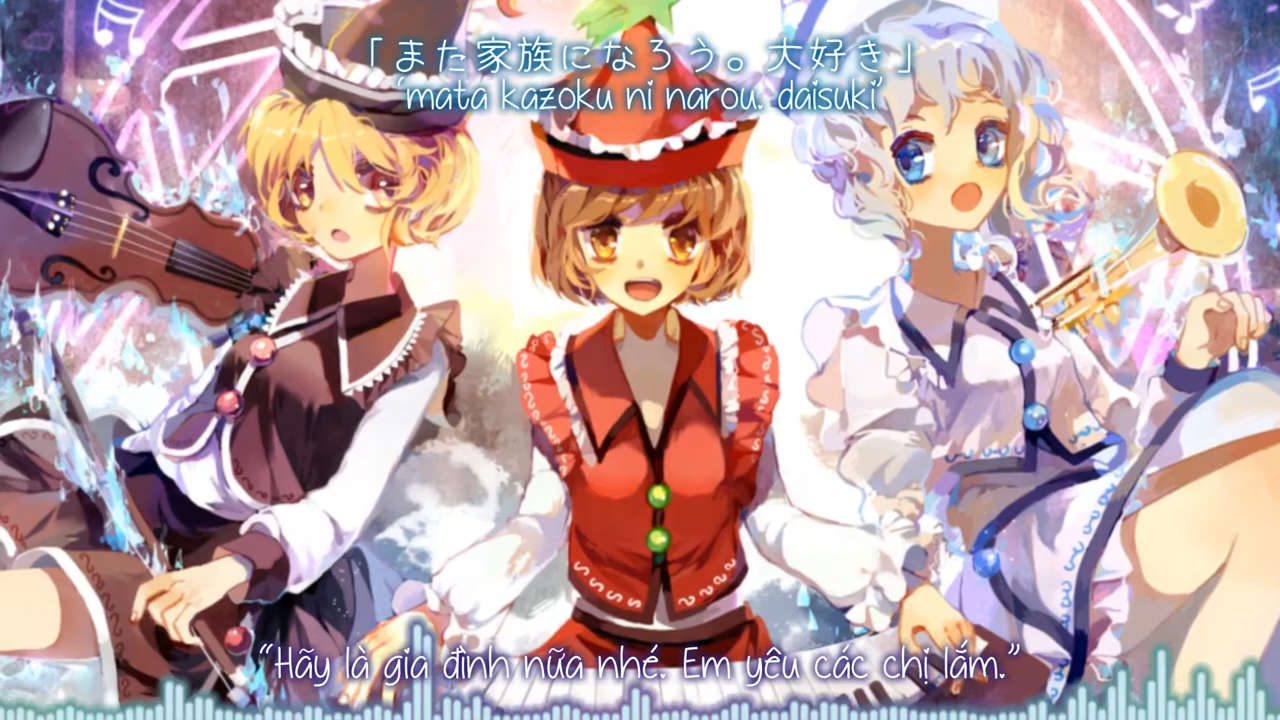 「また家族になろう。大好き」
‘mata kazoku ni narou. daisuki’
“Hãy là gia đình nữa nhé. Em yêu các chị lắm.”